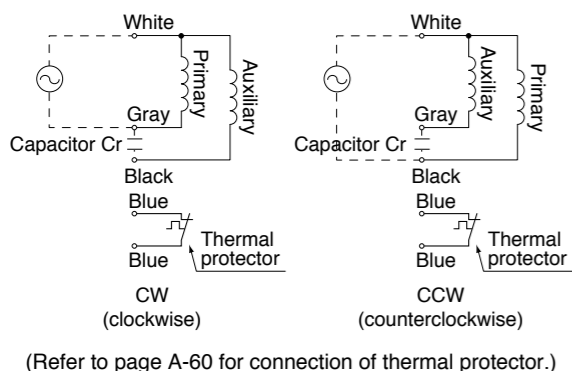 White
Primary
Auxiliary
Gray
Capacitor Cr
Black
Blue
Blue
Thermal
protector
CW
(clockwise)
White
Auxiliary
Primary
Gray
Capacitor Cr
Black
Blue
Blue
Thermal
protector
CCW
(counterclockwise)
(Refer to page A-60 for connection of thermal protector.)